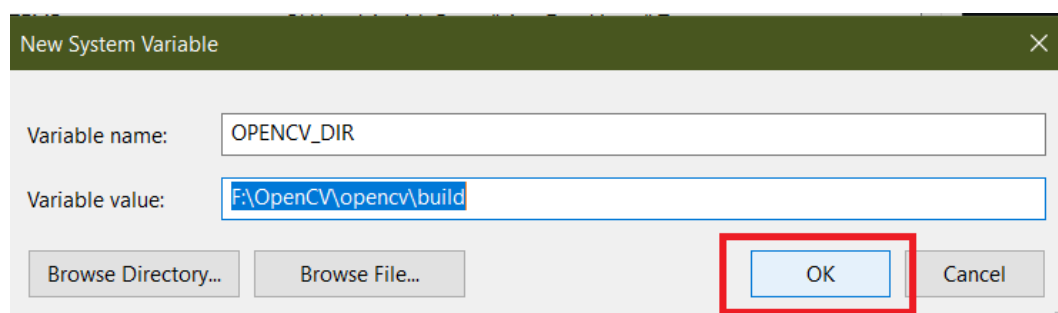 New System Variable
Variable name:
OPENCV_DIR
Variable value:
F:\OpenCV\opencv\build
Browse Directory...
Browse File...
OK
Cancel